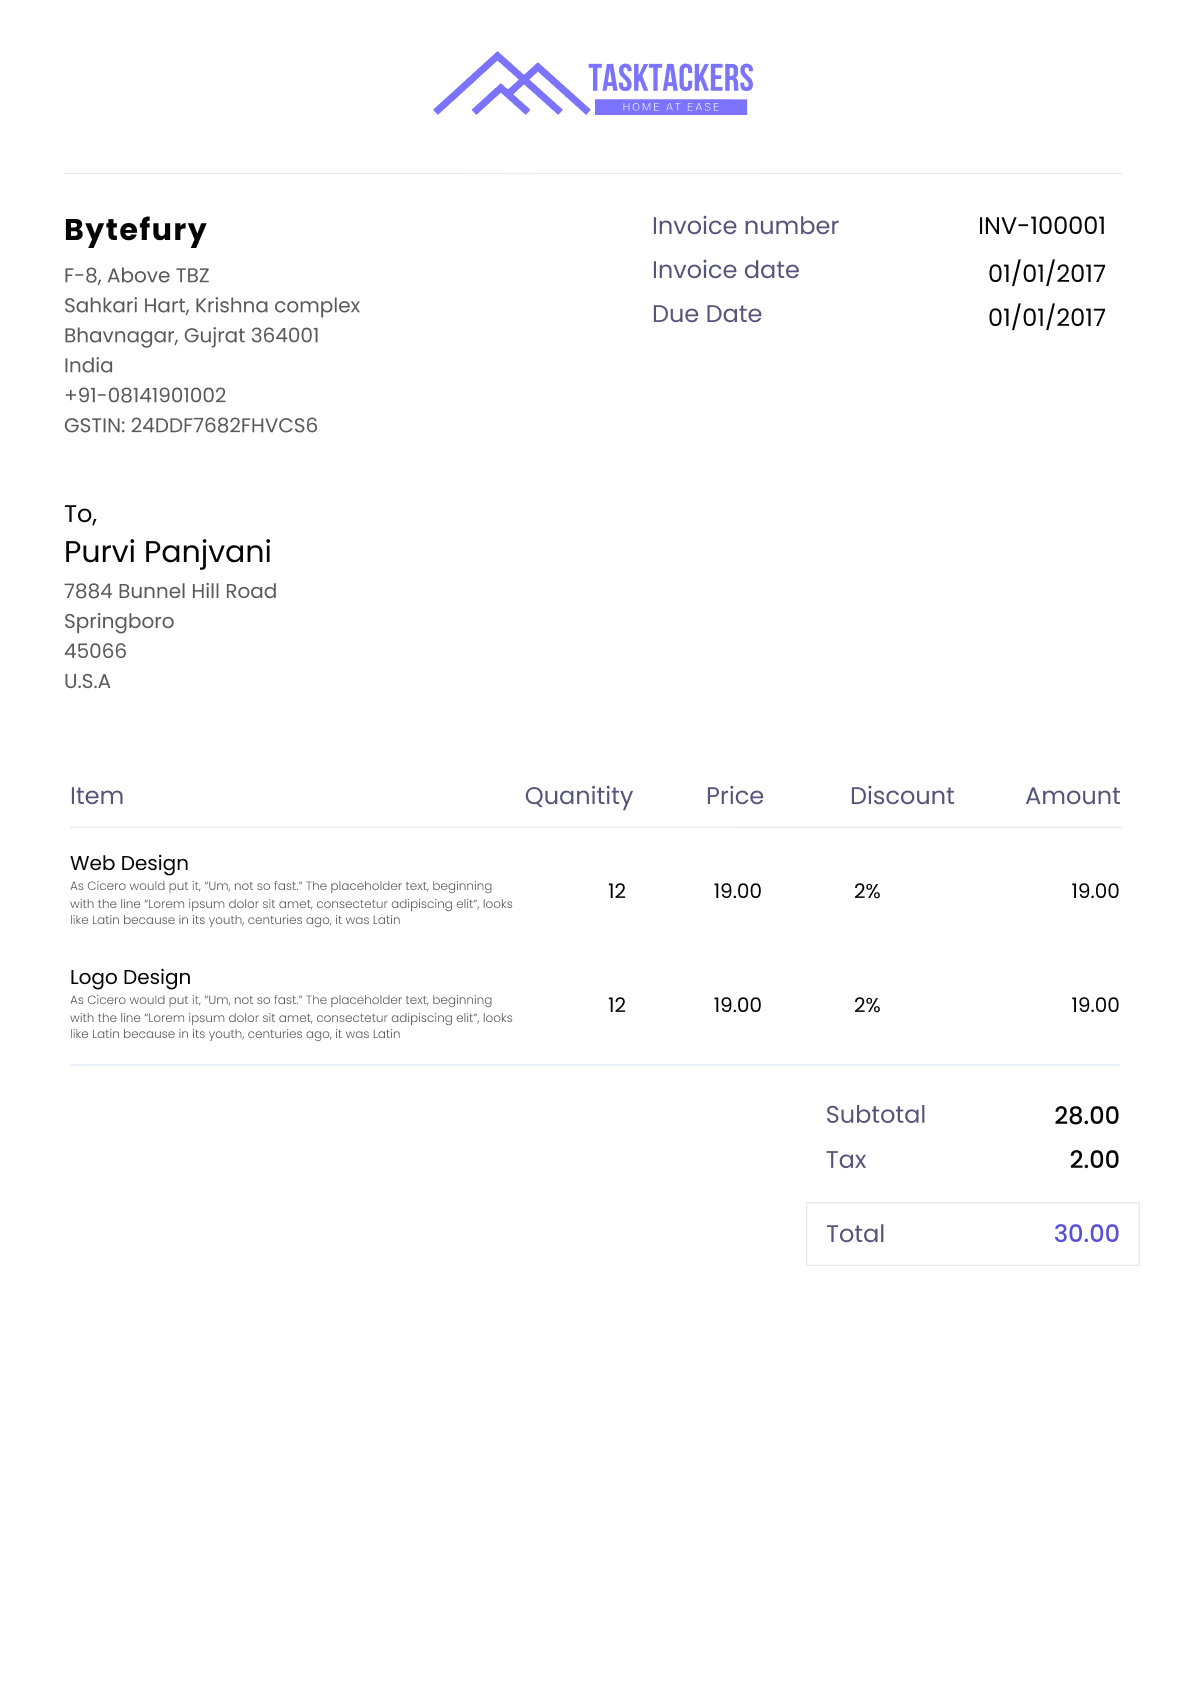 TASKTACKERS
HOME AT EASE
Bytefury
F-8, Above TBZ
Sahkari Hart, Krishna complex
Bhavnagar, Gujrat 364001
India
+91-08141901002
GSTIN: 24DDF7682FHVCS6
Invoice number INV-100001
Invoice date 01/01/2017
Due Date 01/01/2017
To,
Purvi Panjvani
7884 Bunnel Hill Road
Springboro
45066
U.S.A
Item Quanitity Price Discount Amount
Web Design
As Cicero would put it, “Um, not so fast.” The placeholder text, beginning
with the line “Lorem ipsum dolor sit amet, consectetur adipiscing elit”, looks
like Latin because in its youth, centuries ago, it was Latin
12 19.00 2% 19.00
Logo Design
As Cicero would put it, “Um, not so fast.” The placeholder text, beginning
with the line “Lorem ipsum dolor sit amet, consectetur adipiscing elit”, looks
like Latin because in its youth, centuries ago, it was Latin
12 19.00 2% 19.00
Subtotal 28.00
Tax 2.00
Total 30.00